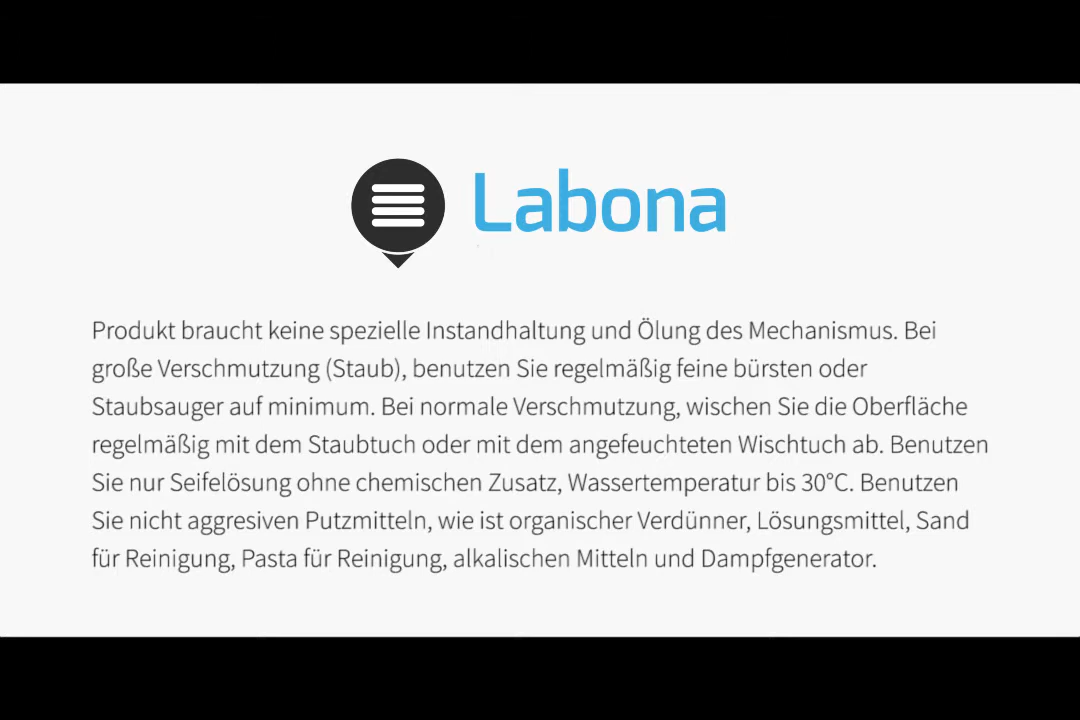 Labona
Produkt braucht keine spezielle Instandhaltung und Ölung des Mechanismus. Bei
große Verschmutzung (Staub), benutzen Sie regelmäßig feine bürsten oder
Staubsauger auf minimum. Bei normale Verschmutzung, wischen Sie die Oberfläche
regelmäßig mit dem Staubtuch oder mit dem angefeuchteten Wischtuch ab. Benutzen
Sie nur Seifelösung ohne chemischen Zusatz, Wassertemperatur bis 30°C. Benutzen
Sie nicht aggresiven Putzmitteln, wie ist organischer Verdünner, Lösungsmittel, Sand
für Reinigung, Pasta für Reinigung, alkalischen Mitteln und Dampfgenerator.